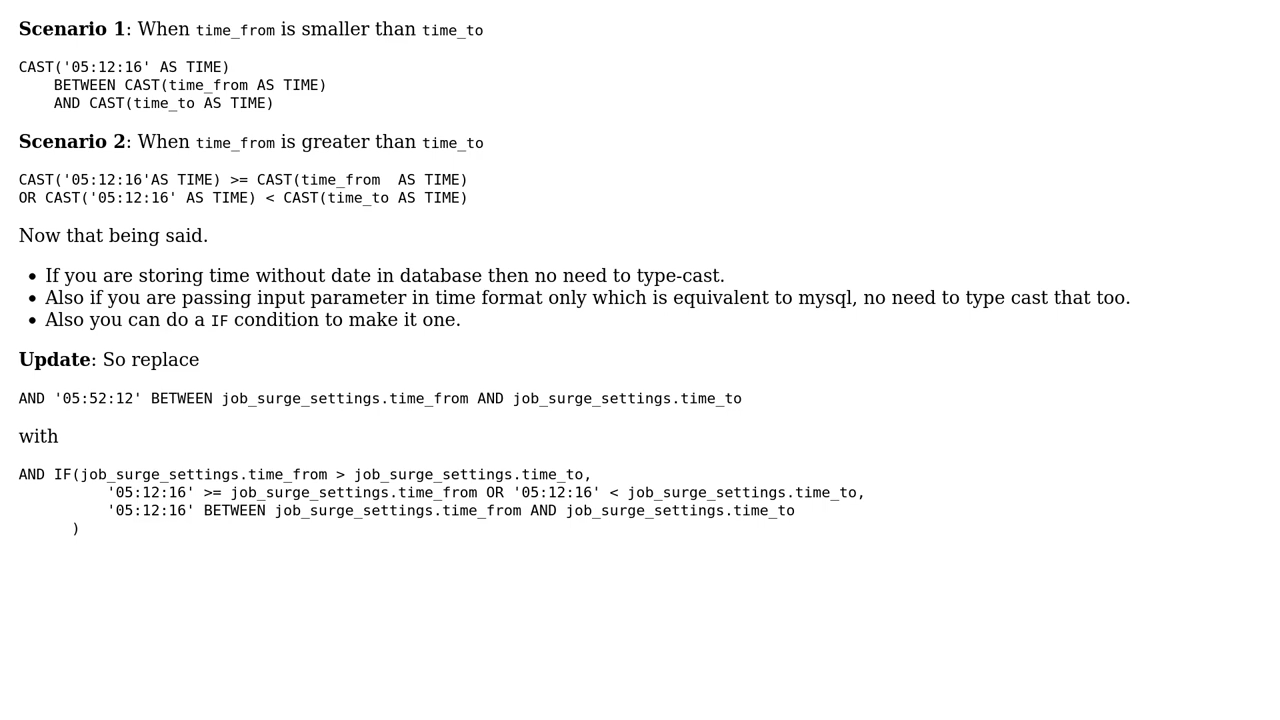 Scenario 1: When time_from is smaller than time_to
CAST('05:12:16' AS TIME)
    BETWEEN CAST(time_from AS TIME)
    AND CAST(time_to AS TIME)
Scenario 2: When time_from is greater than time_to
CAST('05:12:16'AS TIME) >= CAST(time_from  AS TIME)
OR CAST('05:12:16' AS TIME) < CAST(time_to AS TIME)
Now that being said.
• If you are storing time without date in database then no need to type-cast.
• Also if you are passing input parameter in time format only which is equivalent to mysql, no need to type cast that too.
• Also you can do a IF condition to make it one.
Update: So replace
AND '05:52:12' BETWEEN job_surge_settings.time_from AND job_surge_settings.time_to
with
AND IF(job_surge_settings.time_from > job_surge_settings.time_to,
          '05:12:16' >= job_surge_settings.time_from OR '05:12:16' < job_surge_settings.time_to,
          '05:12:16' BETWEEN job_surge_settings.time_from AND job_surge_settings.time_to
      )